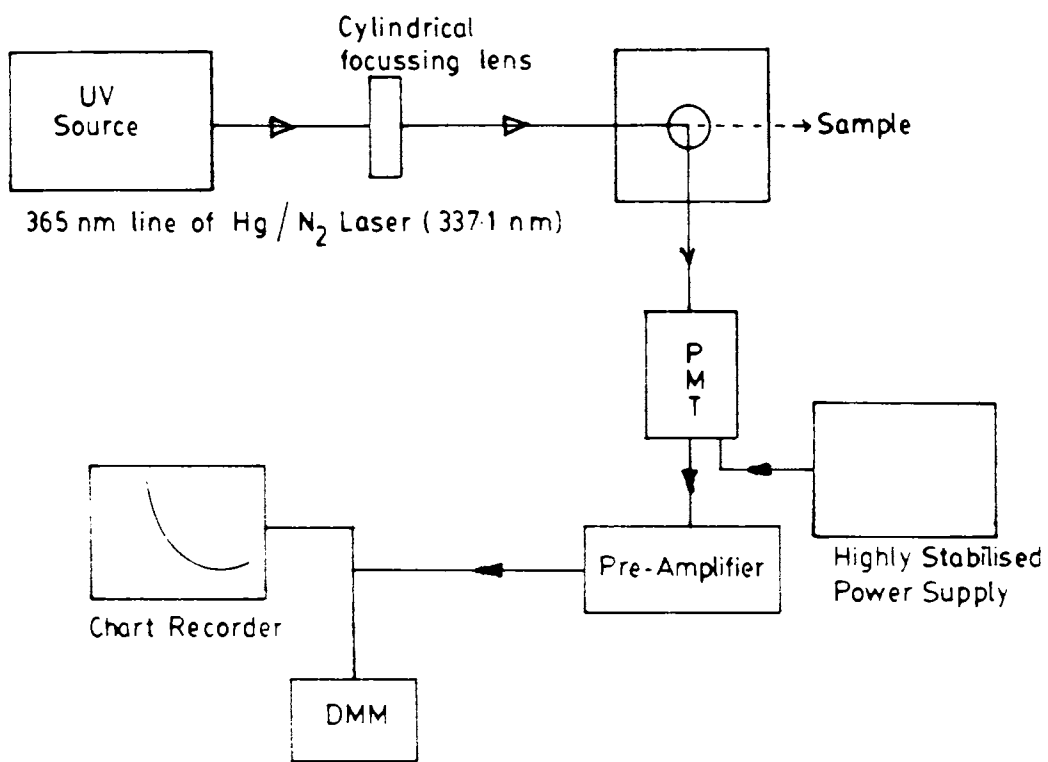 Cylindrical
focussing lens
UV
Source
Sample
365 nm line of Hg / N₂ Laser ( 337·1 nm )
P
M
T
Highly Stabilised
Power Supply
Pre-Amplifier
Chart Recorder
DMM